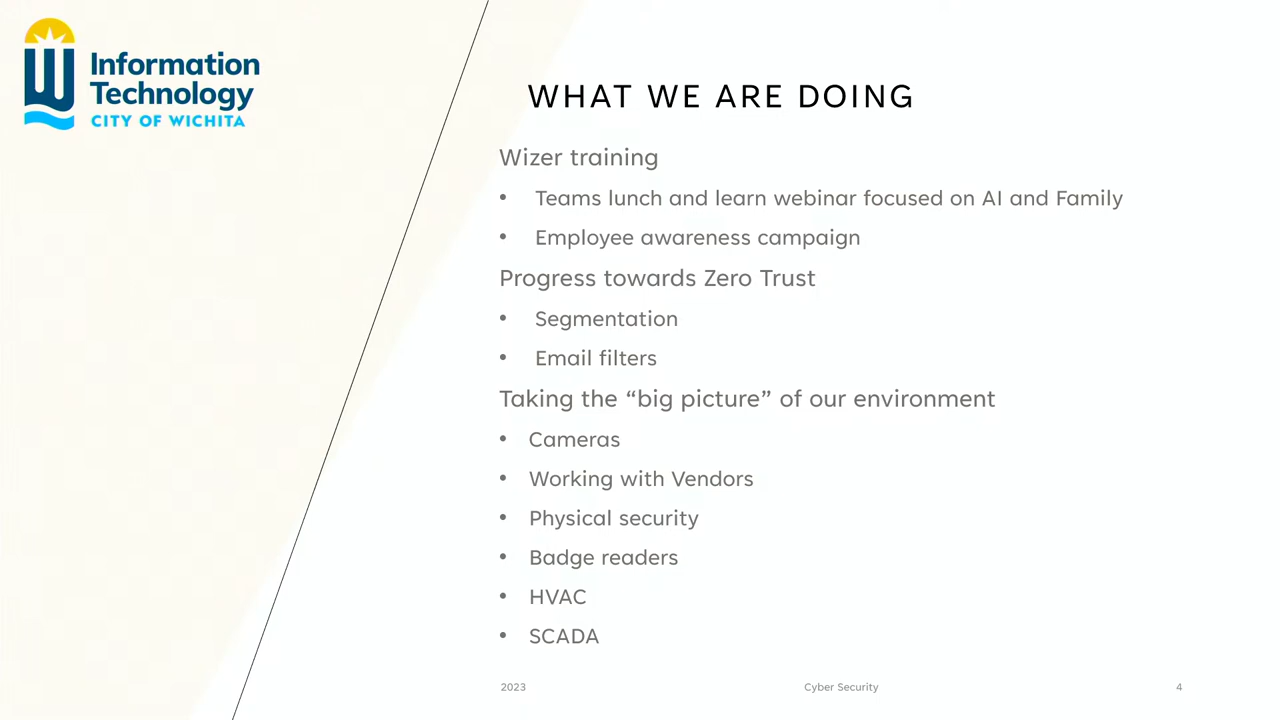 Information
Technology
CITY OF WICHITA
WHAT WE ARE DOING
Wizer training
• Teams lunch and learn webinar focused on AI and Family
• Employee awareness campaign
Progress towards Zero Trust
• Segmentation
• Email filters
Taking the “big picture” of our environment
• Cameras
• Working with Vendors
• Physical security
• Badge readers
• HVAC
• SCADA
2023 Cyber Security 4